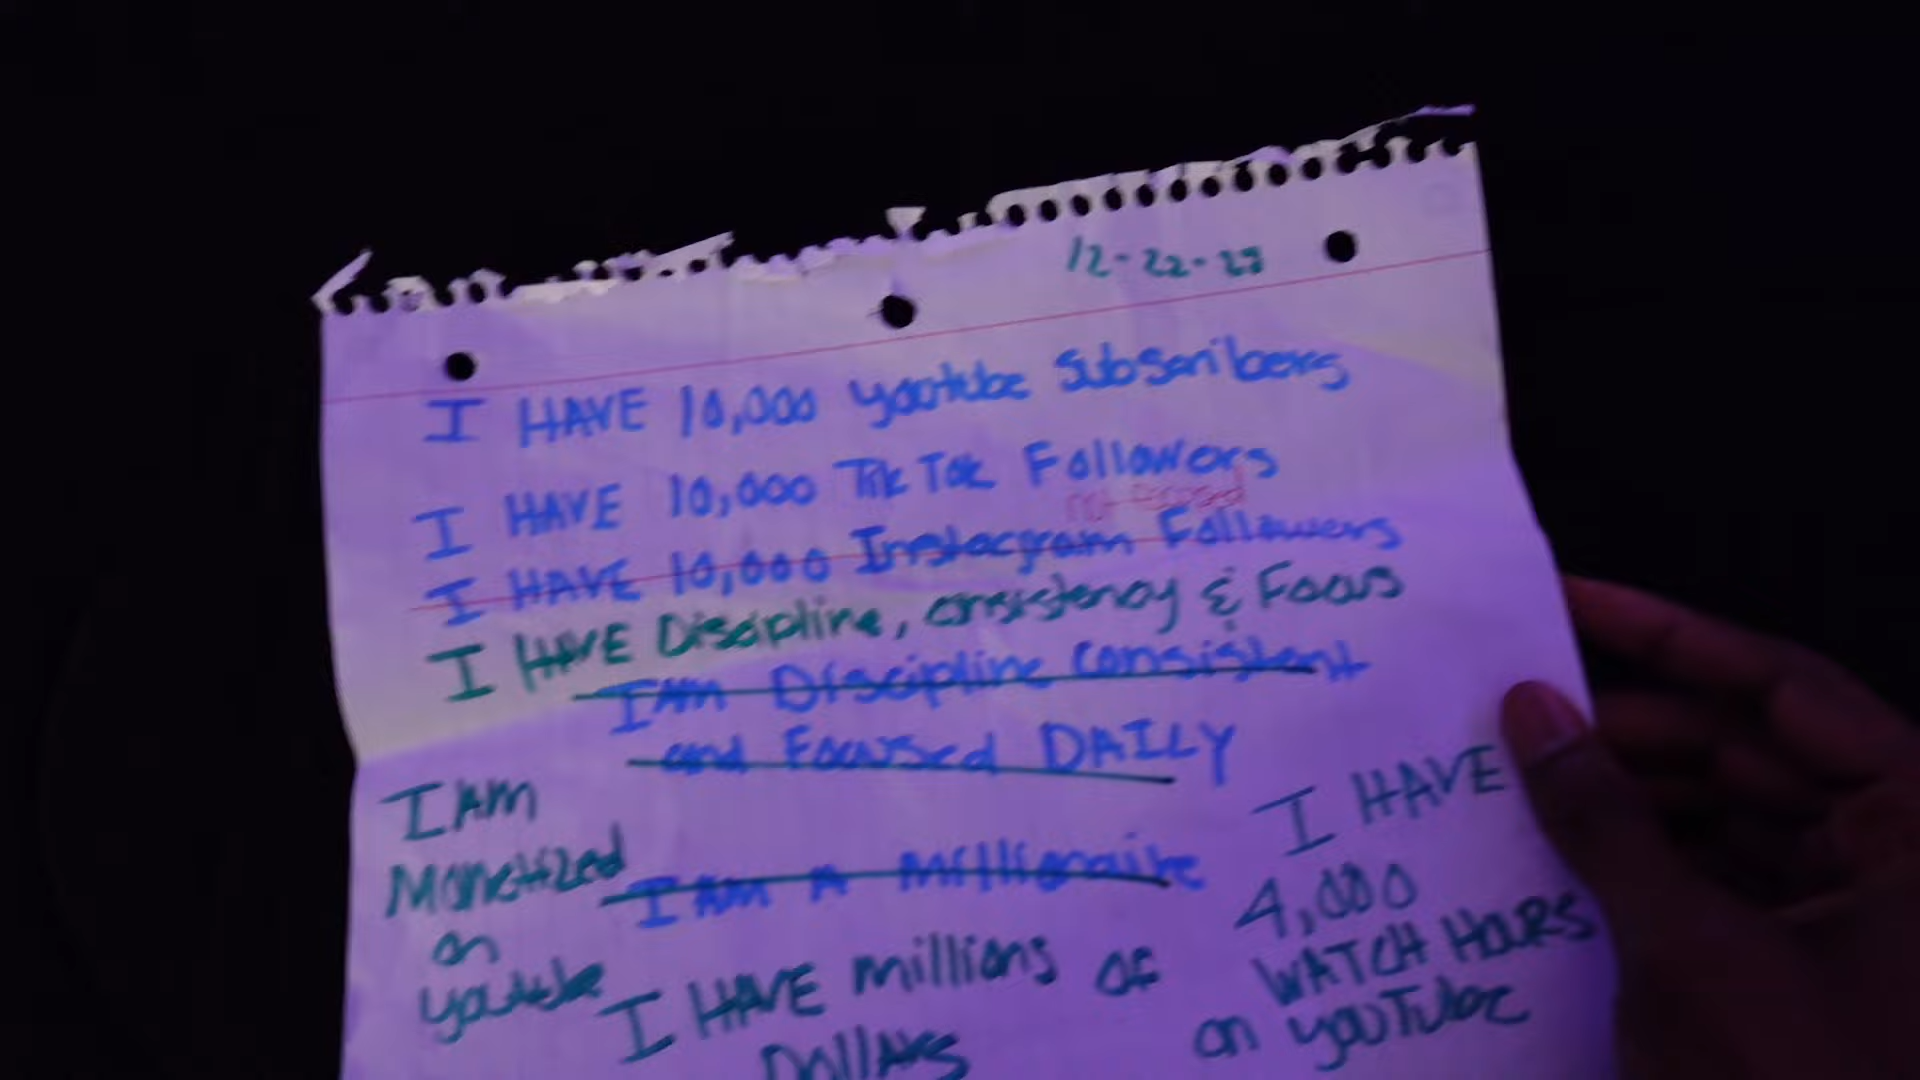 12-22-23
I HAVE 10,000 youtube Subscribers
I HAVE 10,000 TikTok Followers
I HAVE 10,000 Instagram Followers
I HAVE Discipline, consistency & Focus
I Am Discipline Consistent
and Focused DAILY
I Am
Monetized
on
youtube
I Am A Millionaire
I HAVE millions of
Dollars
I HAVE
4,000
WATCH HOURS
on youTube